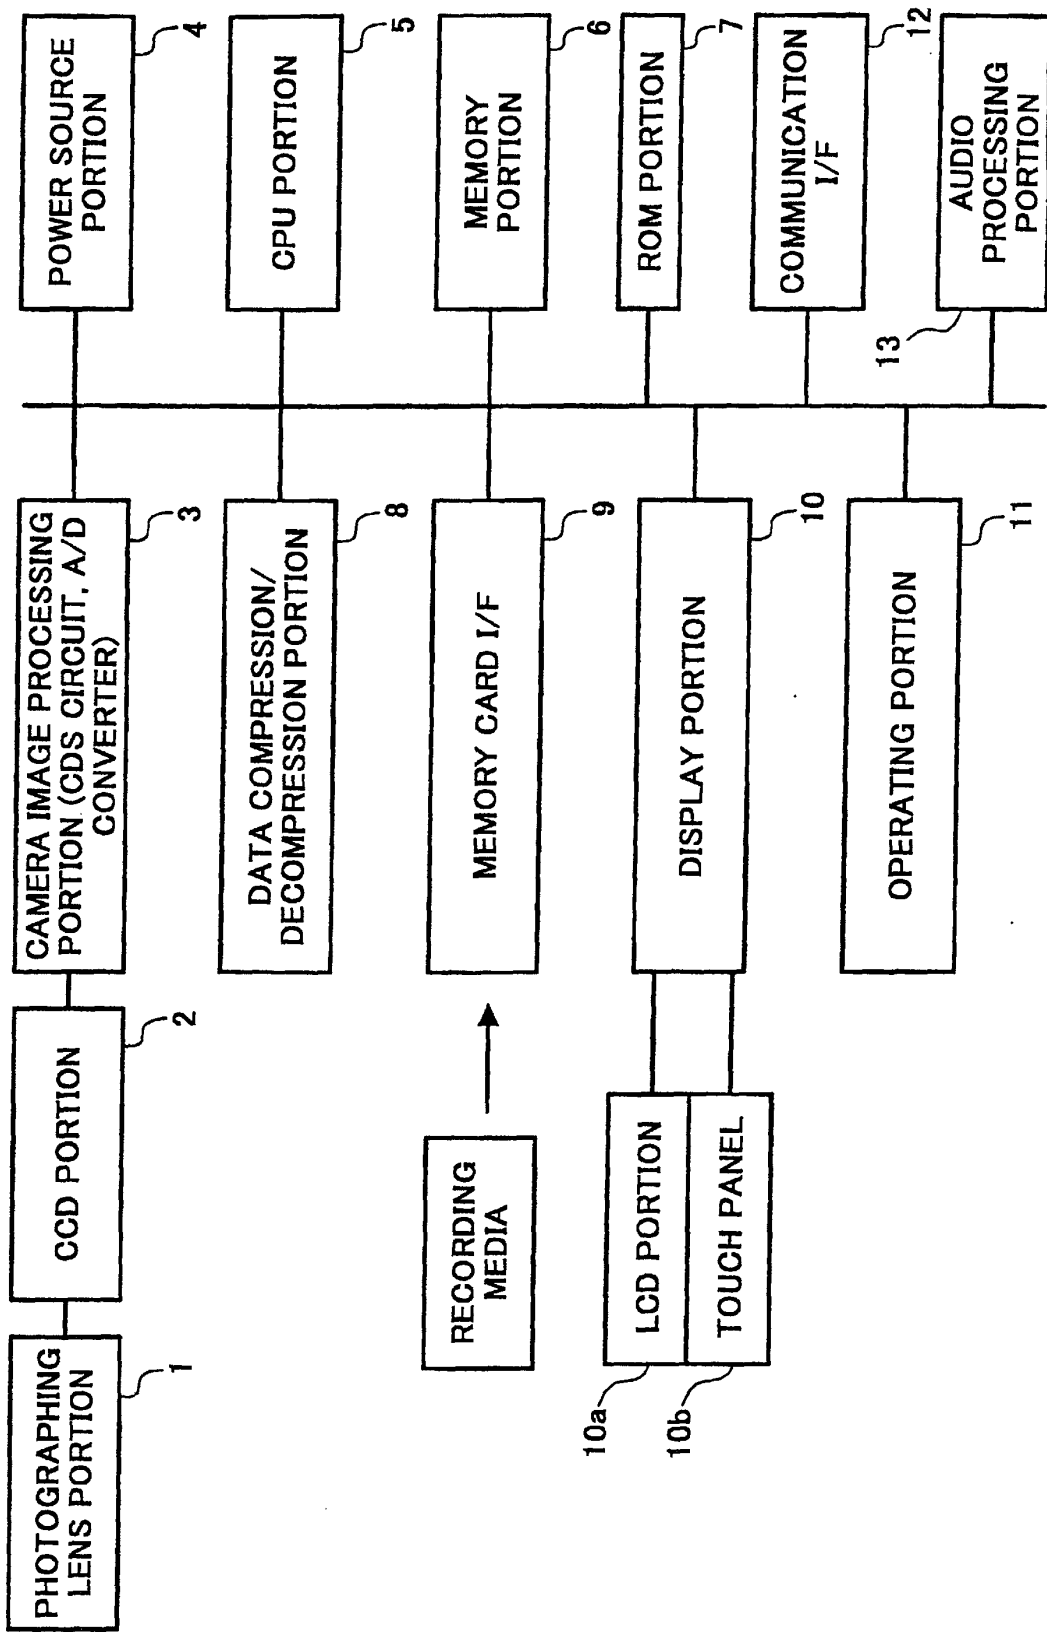 PHOTOGRAPHING
LENS PORTION
1
CCD PORTION
2
CAMERA IMAGE PROCESSING
PORTION (CDS CIRCUIT, A/D
CONVERTER)
3
POWER SOURCE
PORTION
4
DATA COMPRESSION/
DECOMPRESSION PORTION
8
CPU PORTION
5
RECORDING
MEDIA
MEMORY CARD I/F
9
MEMORY
PORTION
6
10a
LCD PORTION
10b
TOUCH PANEL
DISPLAY PORTION
10
ROM PORTION
7
COMMUNICATION
I/F
12
OPERATING PORTION
11
13
AUDIO
PROCESSING
PORTION